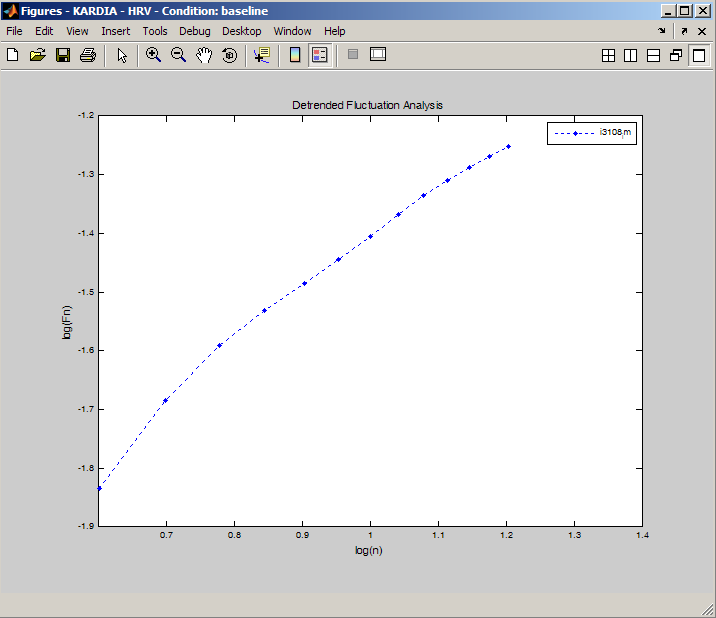 Figures - KARDIA - HRV - Condition: baseline
File Edit View Insert Tools Debug Desktop Window Help
Detrended Fluctuation Analysis
i3108jm
-1.2
-1.3
-1.4
-1.5
-1.6
-1.7
-1.8
-1.9
log(Fn)
0.7 0.8 0.9 1 1.1 1.2 1.3 1.4
log(n)